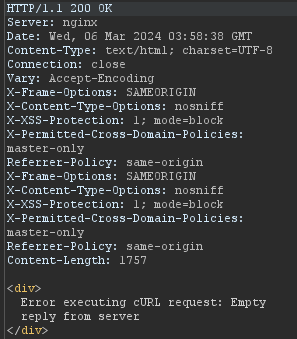 HTTP/1.1 200 OK
Server: nginx
Date: Wed, 06 Mar 2024 03:58:38 GMT
Content-Type: text/html; charset=UTF-8
Connection: close
Vary: Accept-Encoding
X-Frame-Options: SAMEORIGIN
X-Content-Type-Options: nosniff
X-XSS-Protection: 1; mode=block
X-Permitted-Cross-Domain-Policies:
master-only
Referrer-Policy: same-origin
X-Frame-Options: SAMEORIGIN
X-Content-Type-Options: nosniff
X-XSS-Protection: 1; mode=block
X-Permitted-Cross-Domain-Policies:
master-only
Referrer-Policy: same-origin
Content-Length: 1757
<div>
Error executing cURL request: Empty
reply from server
</div>